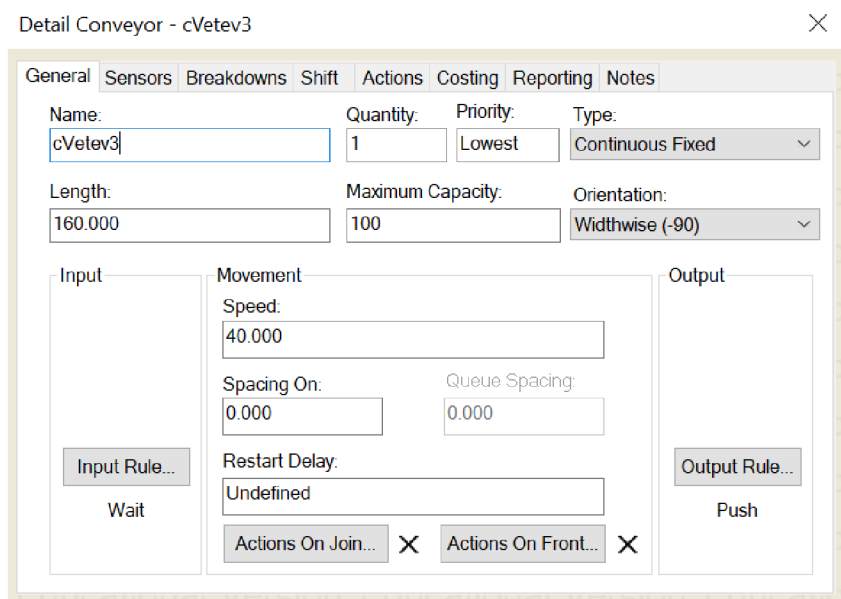 Detail Conveyor - cVetev3
General Sensors Breakdowns Shift Actions Costing Reporting Notes
Name: Quantity: Priority: Type:
cVetev3 1 Lowest Continuous Fixed
Length: Maximum Capacity: Orientation:
160.000 100 Widthwise (-90)
Input Movement Output
Speed:
40.000
Spacing On: Queue Spacing:
0.000 0.000
Input Rule... Restart Delay: Output Rule...
Wait Undefined Push
Actions On Join... Actions On Front...